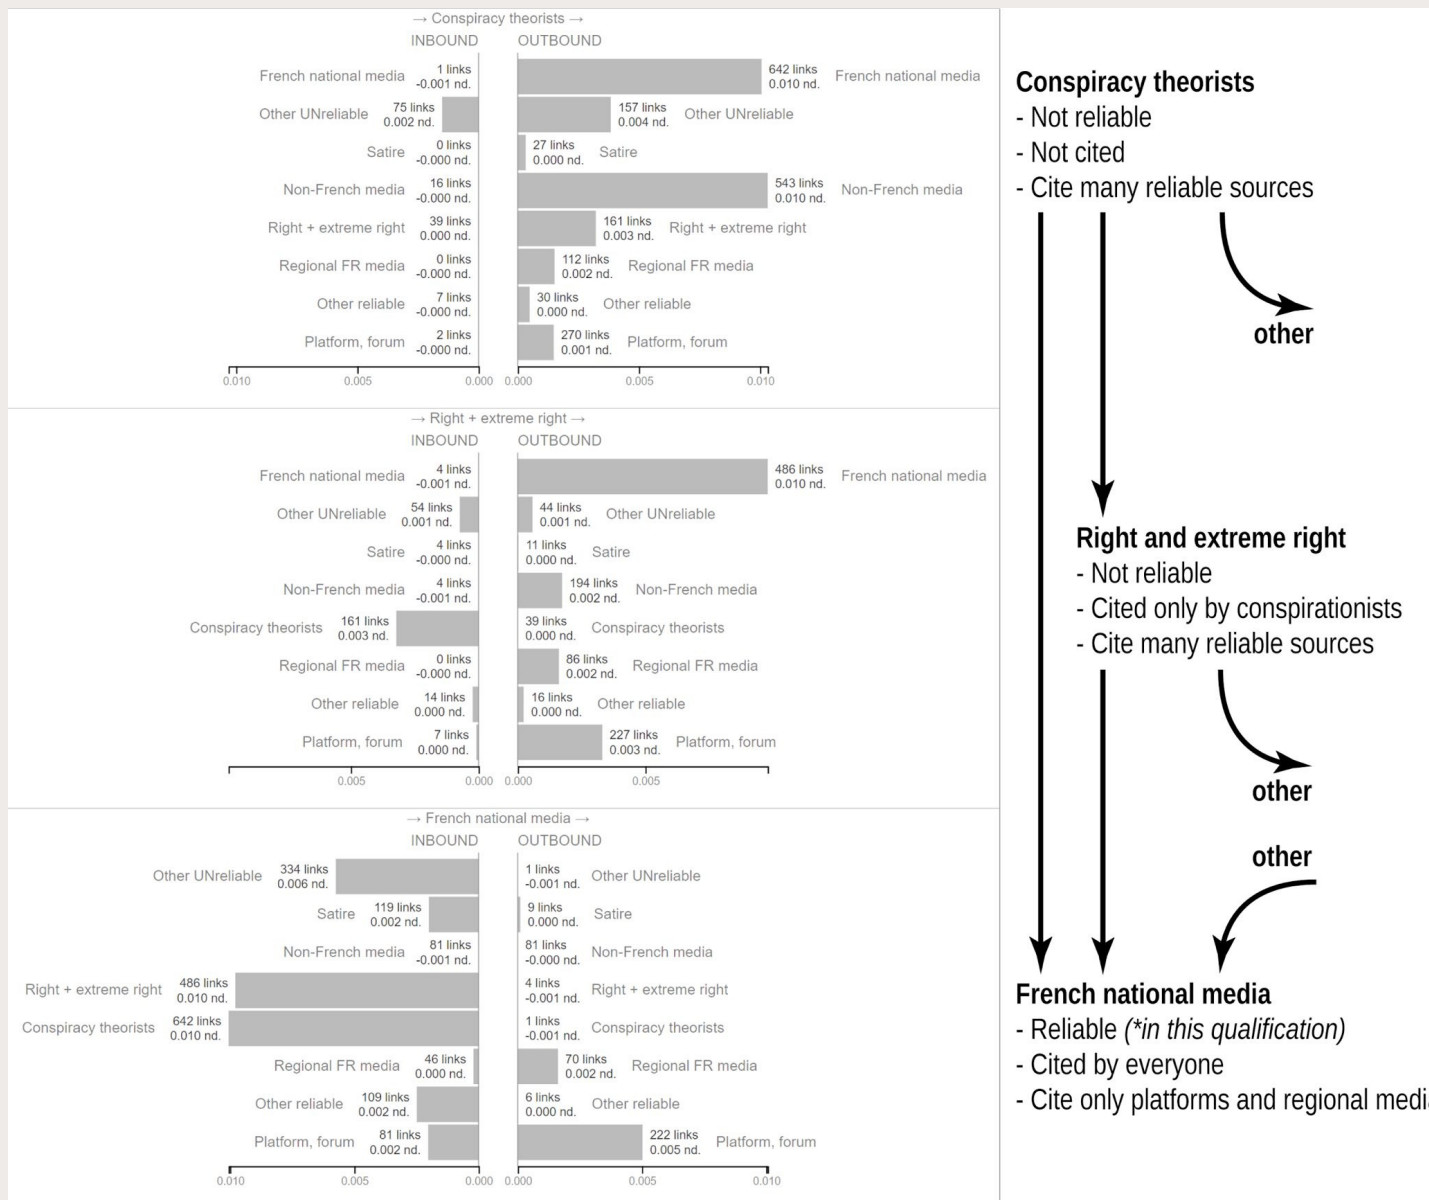 → Conspiracy theorists →
INBOUND OUTBOUND
French national media 1 links 642 links French national media
-0.001 nd. 0.010 nd.
Other UNreliable 75 links 157 links Other UNreliable
0.002 nd. 0.004 nd.
Satire 0 links 27 links Satire
-0.000 nd. 0.000 nd.
Non-French media 16 links 543 links Non-French media
-0.000 nd. 0.010 nd.
Right + extreme right 39 links 161 links Right + extreme right
0.000 nd. 0.003 nd.
Regional FR media 0 links 112 links Regional FR media
-0.000 nd. 0.002 nd.
Other reliable 7 links 30 links Other reliable
-0.000 nd. 0.000 nd.
Platform, forum 2 links 270 links Platform, forum
-0.000 nd. 0.001 nd.
0.010 0.005 0.000 0.000 0.005 0.010
→ Right + extreme right →
INBOUND OUTBOUND
French national media 4 links 486 links French national media
-0.001 nd. 0.010 nd.
Other UNreliable 54 links 44 links Other UNreliable
0.001 nd. 0.001 nd.
Satire 4 links 11 links Satire
-0.000 nd. 0.000 nd.
Non-French media 4 links 194 links Non-French media
-0.001 nd. 0.002 nd.
Conspiracy theorists 161 links 39 links Conspiracy theorists
0.003 nd. 0.000 nd.
Regional FR media 0 links 86 links Regional FR media
-0.000 nd. 0.002 nd.
Other reliable 14 links 16 links Other reliable
0.000 nd. 0.000 nd.
Platform, forum 7 links 227 links Platform, forum
0.000 nd. 0.003 nd.
0.005 0.000 0.000 0.005
→ French national media →
INBOUND OUTBOUND
Other UNreliable 334 links 1 links Other UNreliable
0.006 nd. -0.001 nd.
Satire 119 links 9 links Satire
0.002 nd. 0.000 nd.
Non-French media 81 links 81 links Non-French media
-0.001 nd. -0.000 nd.
Right + extreme right 486 links 4 links Right + extreme right
0.010 nd. -0.001 nd.
Conspiracy theorists 642 links 1 links Conspiracy theorists
0.010 nd. -0.001 nd.
Regional FR media 46 links 70 links Regional FR media
0.000 nd. 0.002 nd.
Other reliable 109 links 6 links Other reliable
0.002 nd. 0.000 nd.
Platform, forum 81 links 222 links Platform, forum
0.002 nd. 0.005 nd.
0.010 0.005 0.000 0.000 0.005 0.010
Conspiracy theorists
- Not reliable
- Not cited
- Cite many reliable sources
other
Right and extreme right
- Not reliable
- Cited only by conspirationists
- Cite many reliable sources
other
other
French national media
- Reliable (*in this qualification)
- Cited by everyone
- Cite only platforms and regional medi